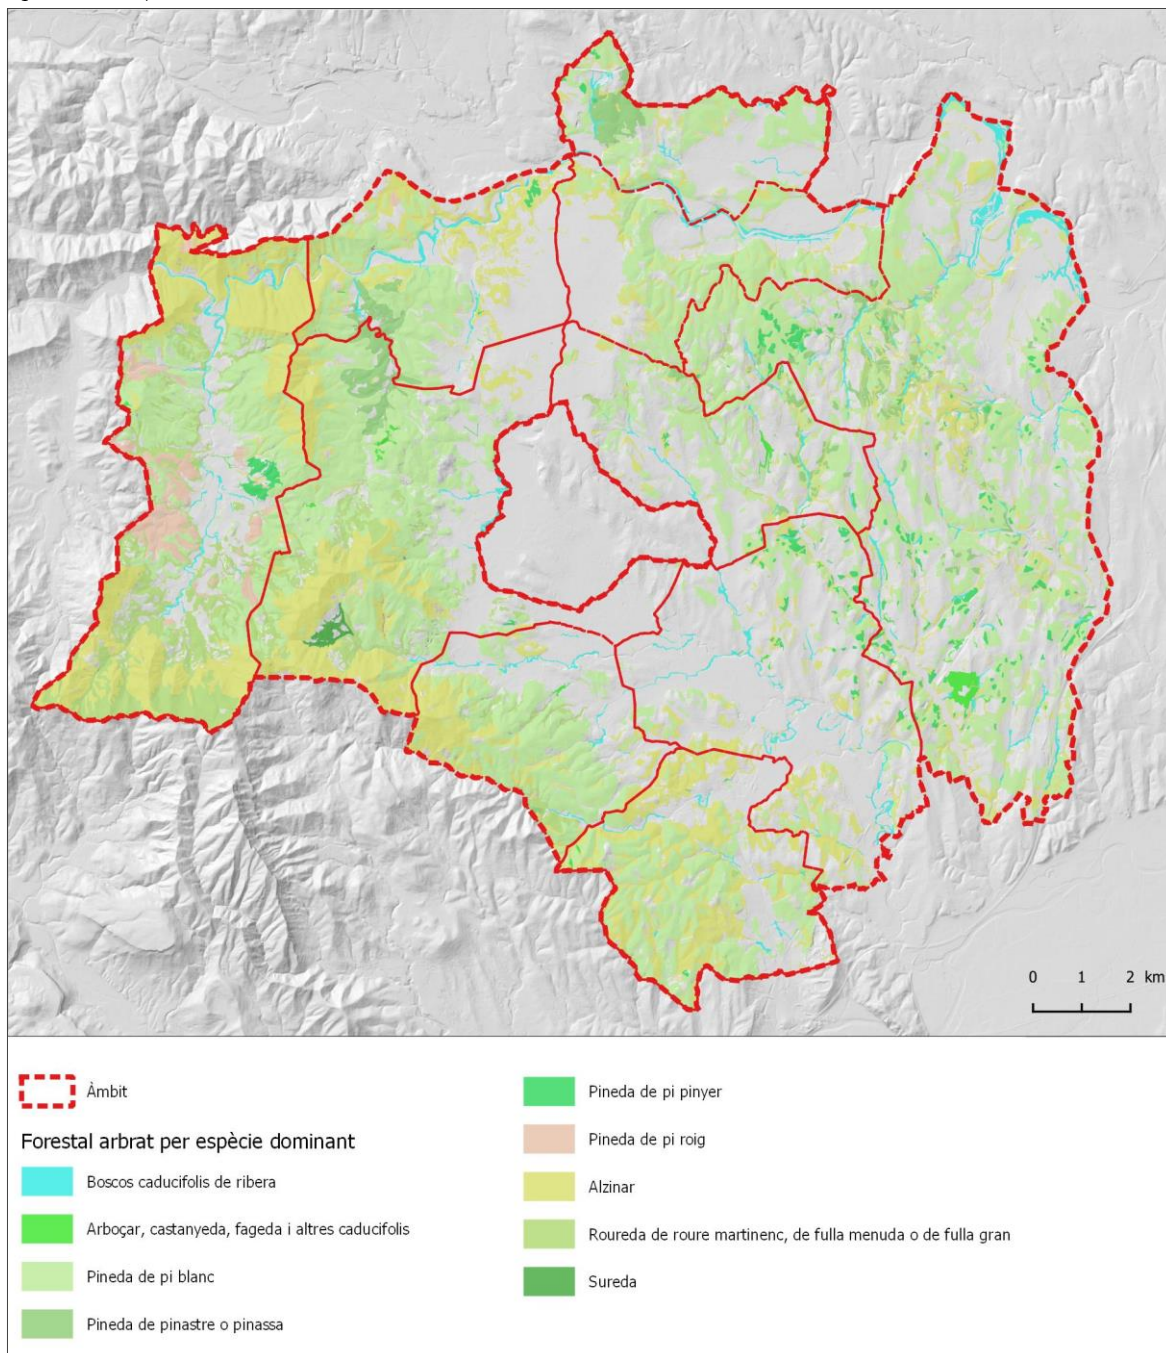 0 1 2 km
Àmbit
Forestal arbrat per espècie dominant
Boscos caducifolis de ribera
Arboçar, castanyeda, fageda i altres caducifolis
Pineda de pi blanc
Pineda de pinastre o pinassa
Pineda de pi pinyer
Pineda de pi roig
Alzinar
Roureda de roure martinenc, de fulla menuda o de fulla gran
Sureda